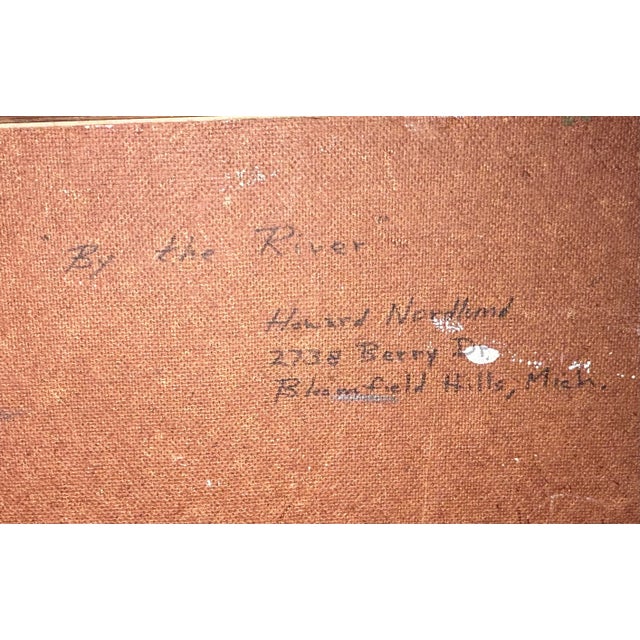 "By the River"
Howard Nordlund
2738 Berry Dr.
Bloomfield Hills, Mich.